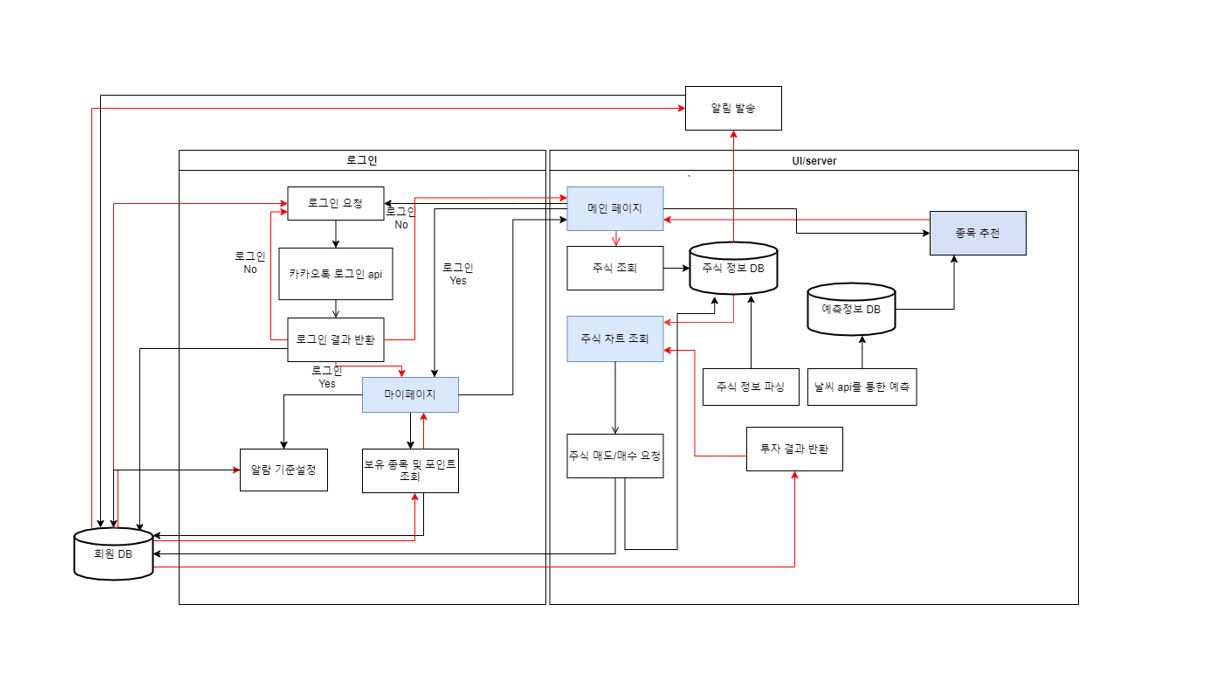 알림 발송
로그인
UI/server
`
로그인 요청
로그인
No
메인 페이지
종목 추천
로그인
No
카카오톡 로그인 api
로그인
Yes
주식 조회
주식 정보 DB
예측정보 DB
로그인 결과 반환
주식 차트 조회
로그인
Yes
마이페이지
주식 정보 파싱
날씨 api를 통한 예측
알람 기준설정
보유 종목 및 포인트
조회
주식 매도/매수 요청
투자 결과 반환
회원 DB